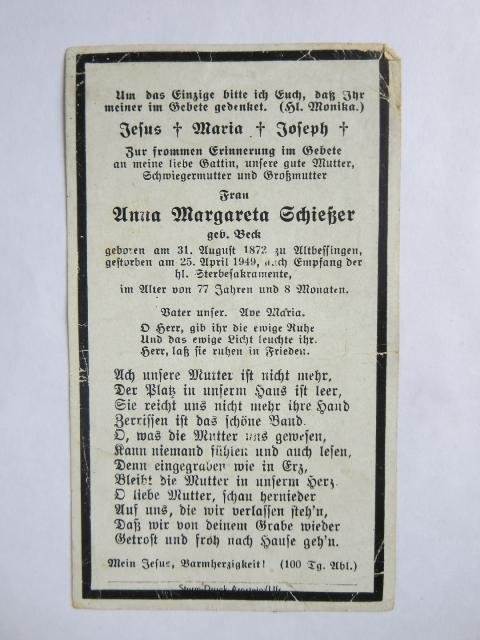 Um das Einzige bitte ich Euch, daß Ihr
meiner im Gebete gedenket. (Hl. Monika.)
Jesus † Maria † Joseph †
Zur frommen Erinnerung im Gebete
an meine liebe Gattin, unsere gute Mutter,
Schwiegermutter und Großmutter
Frau
Anna Margareta Schießer
geb. Beck
geboren am 31. August 1872 zu Altbessingen,
gestorben am 25. April 1949, nach Empfang der
hl. Sterbesakramente,
im Alter von 77 Jahren und 8 Monaten.
Vater unser. Ave Maria.
O Herr, gib ihr die ewige Ruhe
Und das ewige Licht leuchte ihr.
Herr, laß sie ruhen in Frieden.
Ach unsere Mutter ist nicht mehr,
Der Platz in unserm Haus ist leer,
Sie reicht uns nicht mehr ihre Hand
Zerrissen ist das schöne Band.
O, was die Mutter uns gewesen,
Kann niemand fühlen und auch lesen,
Denn eingegraben wie in Erz,
Bleibt die Mutter in unserm Herz.
O liebe Mutter, schau hernieder
Auf uns, die wir verlassen steh'n,
Daß wir von deinem Grabe wieder
Getrost und froh nach Hause geh'n.
Mein Jesus, Barmherzigkeit! (100 Tg. Abl.)
Sturm-Druck Arnstein/Ufr.